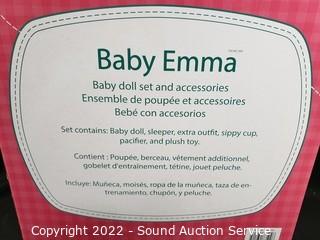 Baby Emma
Baby doll set and accessories
Ensemble de poupée et accessoires
Bebé con accesorios
Set contains: Baby doll, sleeper, extra outfit, sippy cup,
pacifier, and plush toy.
Contient : Poupée, berceau, vêtement additionnel,
gobelet d'entraînement, tétine, jouet peluche.
Incluye: Muñeca, moisés, ropa de la muñeca, taza de en-
trenamiento, chupón, y peluche.
Copyright 2022 - Sound Auction Service